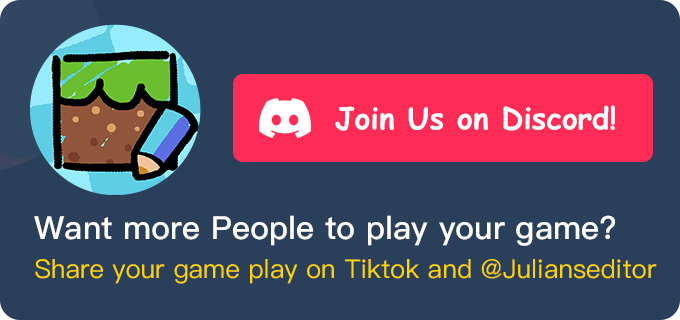 Join Us on Discord!
Want more People to play your game?
Share your game play on Tiktok and @Julianseditor